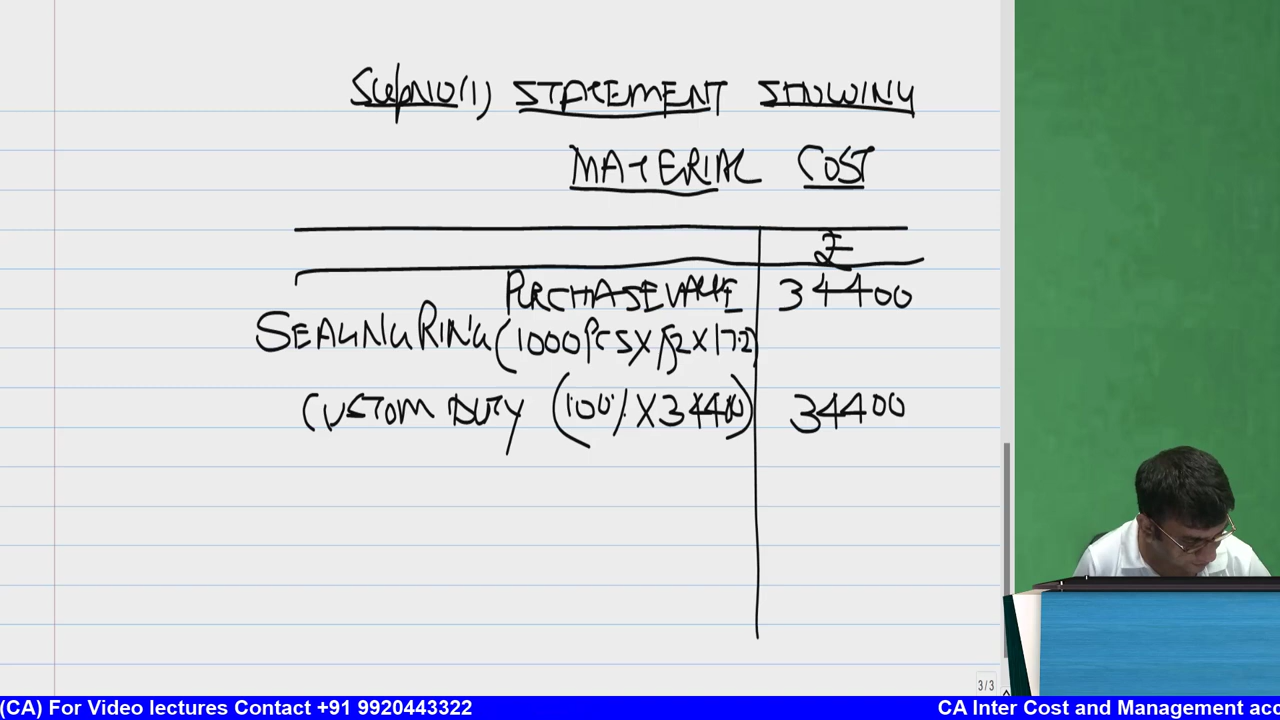 STATEMENT SHOWING
MATERIAL COST
₹
PURCHASE VALUE 34400
SEALING RING (1000 PCS X $2 X 17.2)
CUSTOM DUTY (100% X 34400) 34400
3/3
(CA) For Video lectures Contact +91 9920443322
CA Inter Cost and Management acc